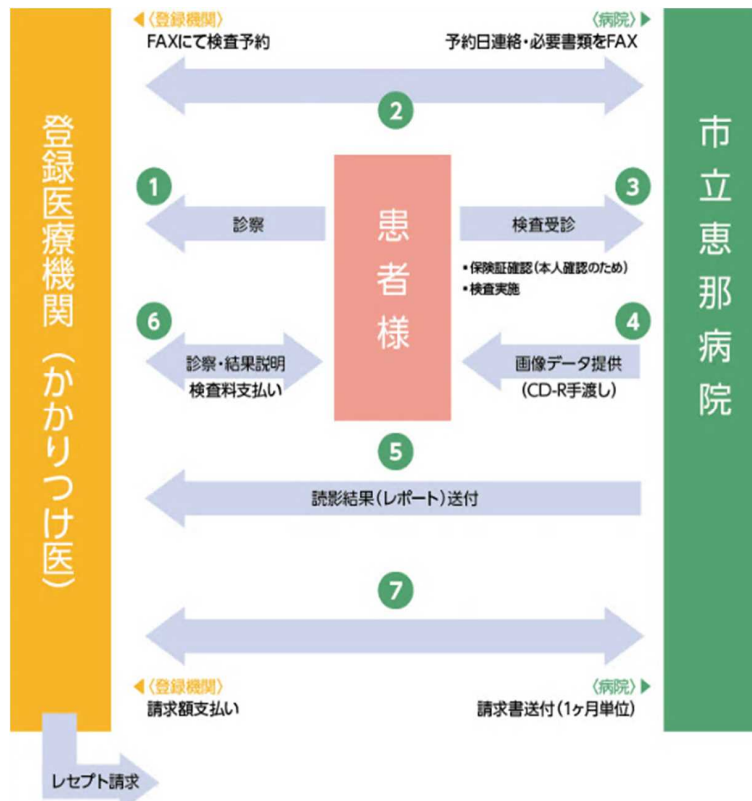 ◀〈登録機関〉
FAXにて検査予約
〈病院〉▶
予約日連絡・必要書類をFAX
2
登録医療機関（かかりつけ医）
市立恵那病院
患者様
1
診察
3
検査受診
・保険証確認（本人確認のため）
・検査実施
6
診察・結果説明
検査料支払い
4
画像データ提供
（CD-R手渡し）
5
読影結果（レポート）送付
7
◀〈登録機関〉
請求額支払い
〈病院〉▶
請求書送付（1ヶ月単位）
レセプト請求